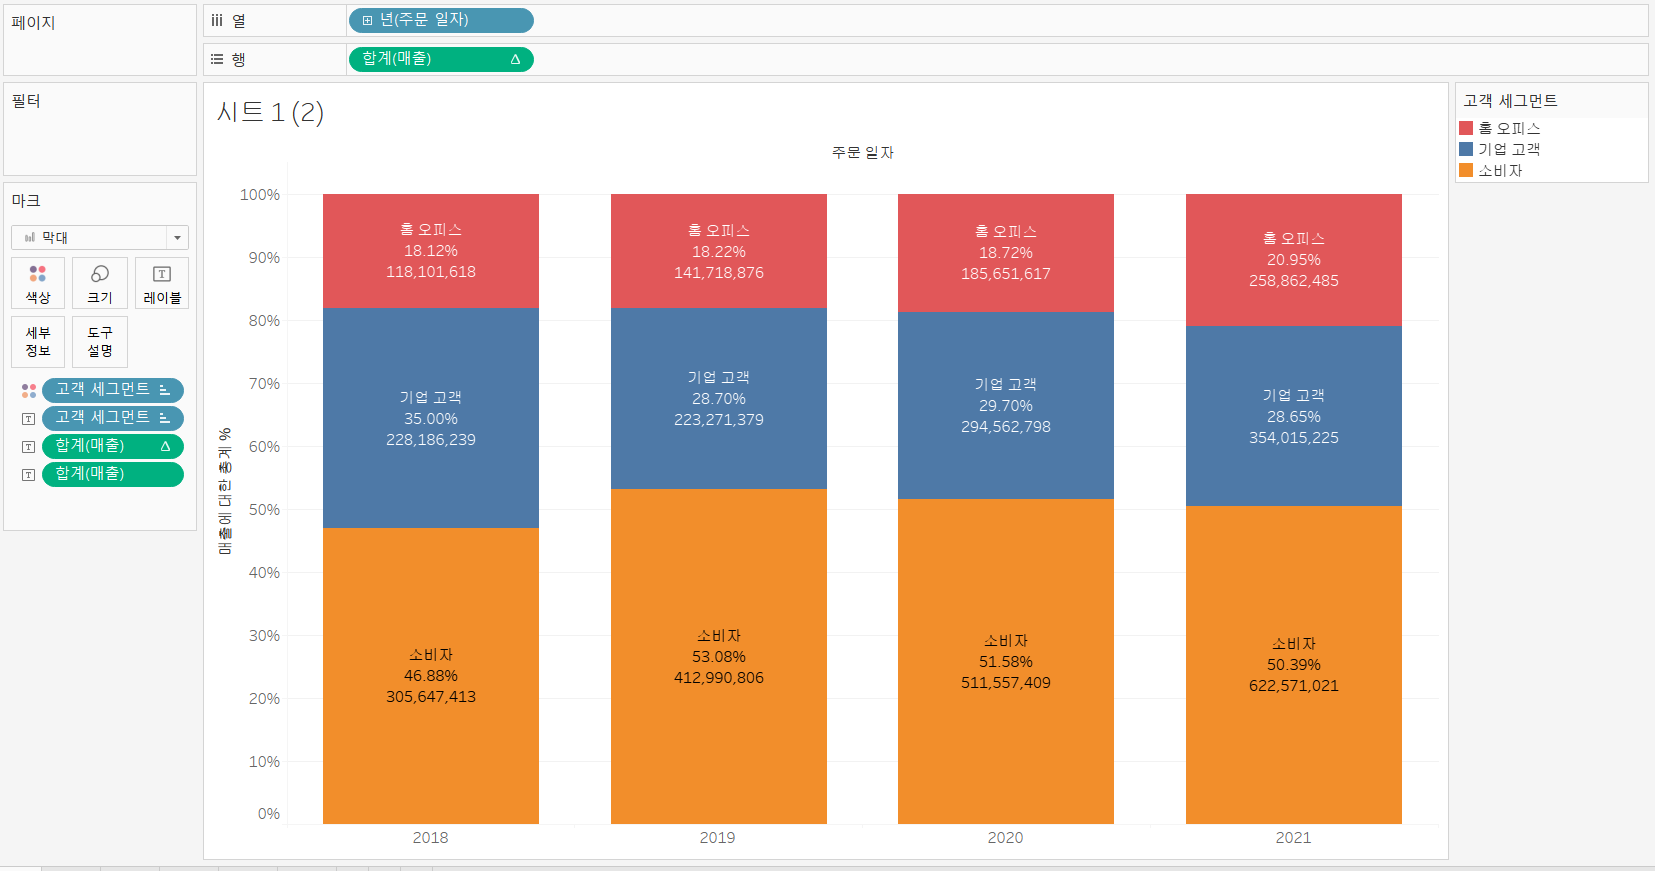 페이지
열
년(주문 일자)
행
합계(매출)
필터
마크
막대
색상
크기
T
레이블
세부
정보
도구
설명
고객 세그먼트
T
고객 세그먼트
T
합계(매출)
T
합계(매출)
시트 1 (2)
주문 일자
매출에 대한 총계 %
100%
90%
80%
70%
60%
50%
40%
30%
20%
10%
0%
홈 오피스
18.12%
118,101,618
기업 고객
35.00%
228,186,239
소비자
46.88%
305,647,413
2018
홈 오피스
18.22%
141,718,876
기업 고객
28.70%
223,271,379
소비자
53.08%
412,990,806
2019
홈 오피스
18.72%
185,651,617
기업 고객
29.70%
294,562,798
소비자
51.58%
511,557,409
2020
홈 오피스
20.95%
258,862,485
기업 고객
28.65%
354,015,225
소비자
50.39%
622,571,021
2021
고객 세그먼트
홈 오피스
기업 고객
소비자